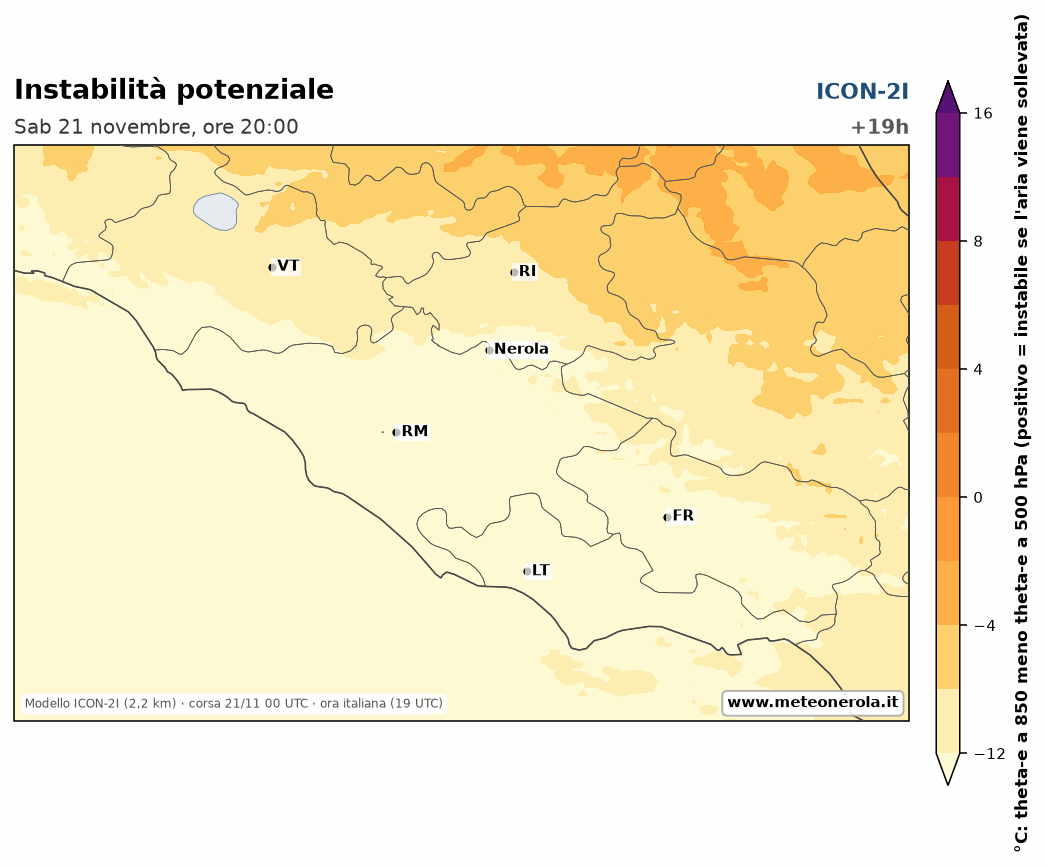 Instabilità potenziale
ICON-2I
Sab 21 novembre, ore 20:00
+19h
VT
RI
Nerola
RM
FR
LT
Modello ICON-2I (2,2 km) · corsa 21/11 00 UTC · ora italiana (19 UTC)
www.meteonerola.it
16
8
4
0
−4
−12
°C: theta-e a 850 meno theta-e a 500 hPa (positivo = instabile se l'aria viene sollevata)